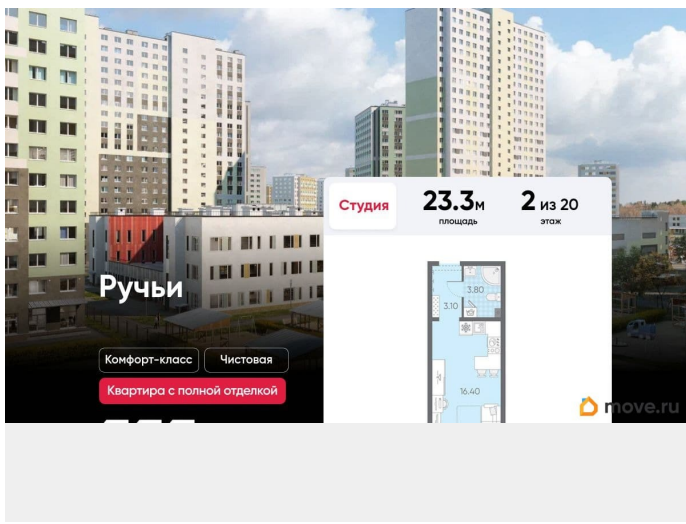 Студия
23.3м
площадь
2 из 20
этаж
Ручьи
3.80
3.10
16.40
Комфорт-класс
Чистовая
Квартира с полной отделкой
move.ru